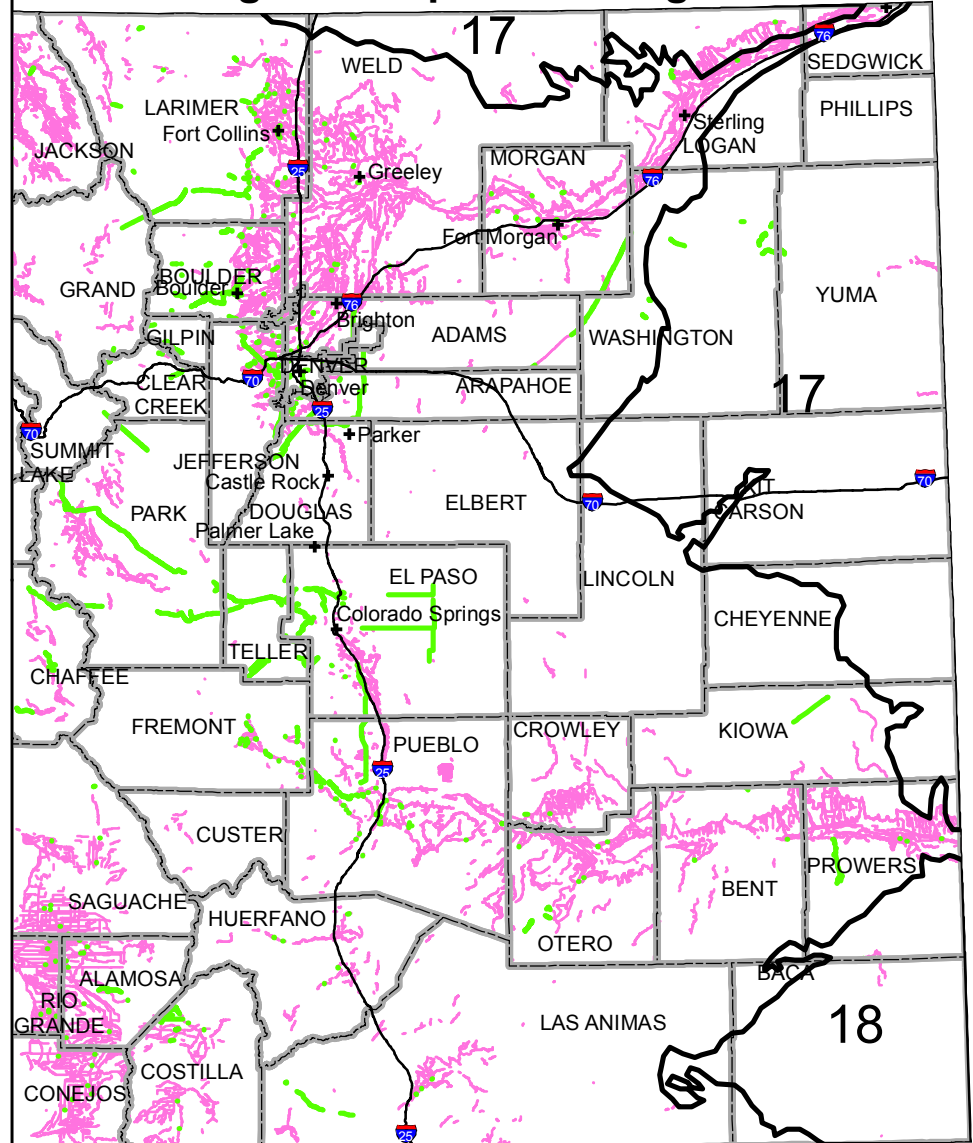 17
76
WELD
SEDGWICK
LARIMER
PHILLIPS
Fort Collins
Sterling
LOGAN
JACKSON
MORGAN
25
Greeley
76
Fort Morgan
BOULDER
Boulder
GRAND
YUMA
76
Brighton
ADAMS
GILPIN
WASHINGTON
DENVER
70
Denver
CLEAR
CREEK
ARAPAHOE
17
25
70
Parker
SUMMIT
LAKE
JEFFERSON
Castle Rock
70
ELBERT
70
CARSON
PARK
DOUGLAS
Palmer Lake
EL PASO
LINCOLN
Colorado Springs
CHEYENNE
TELLER
CHAFFEE
FREMONT
CROWLEY
KIOWA
PUEBLO
25
CUSTER
PROWERS
BENT
SAGUACHE
HUERFANO
OTERO
ALAMOSA
BACA
RIO
GRANDE
LAS ANIMAS
18
COSTILLA
CONEJOS
25